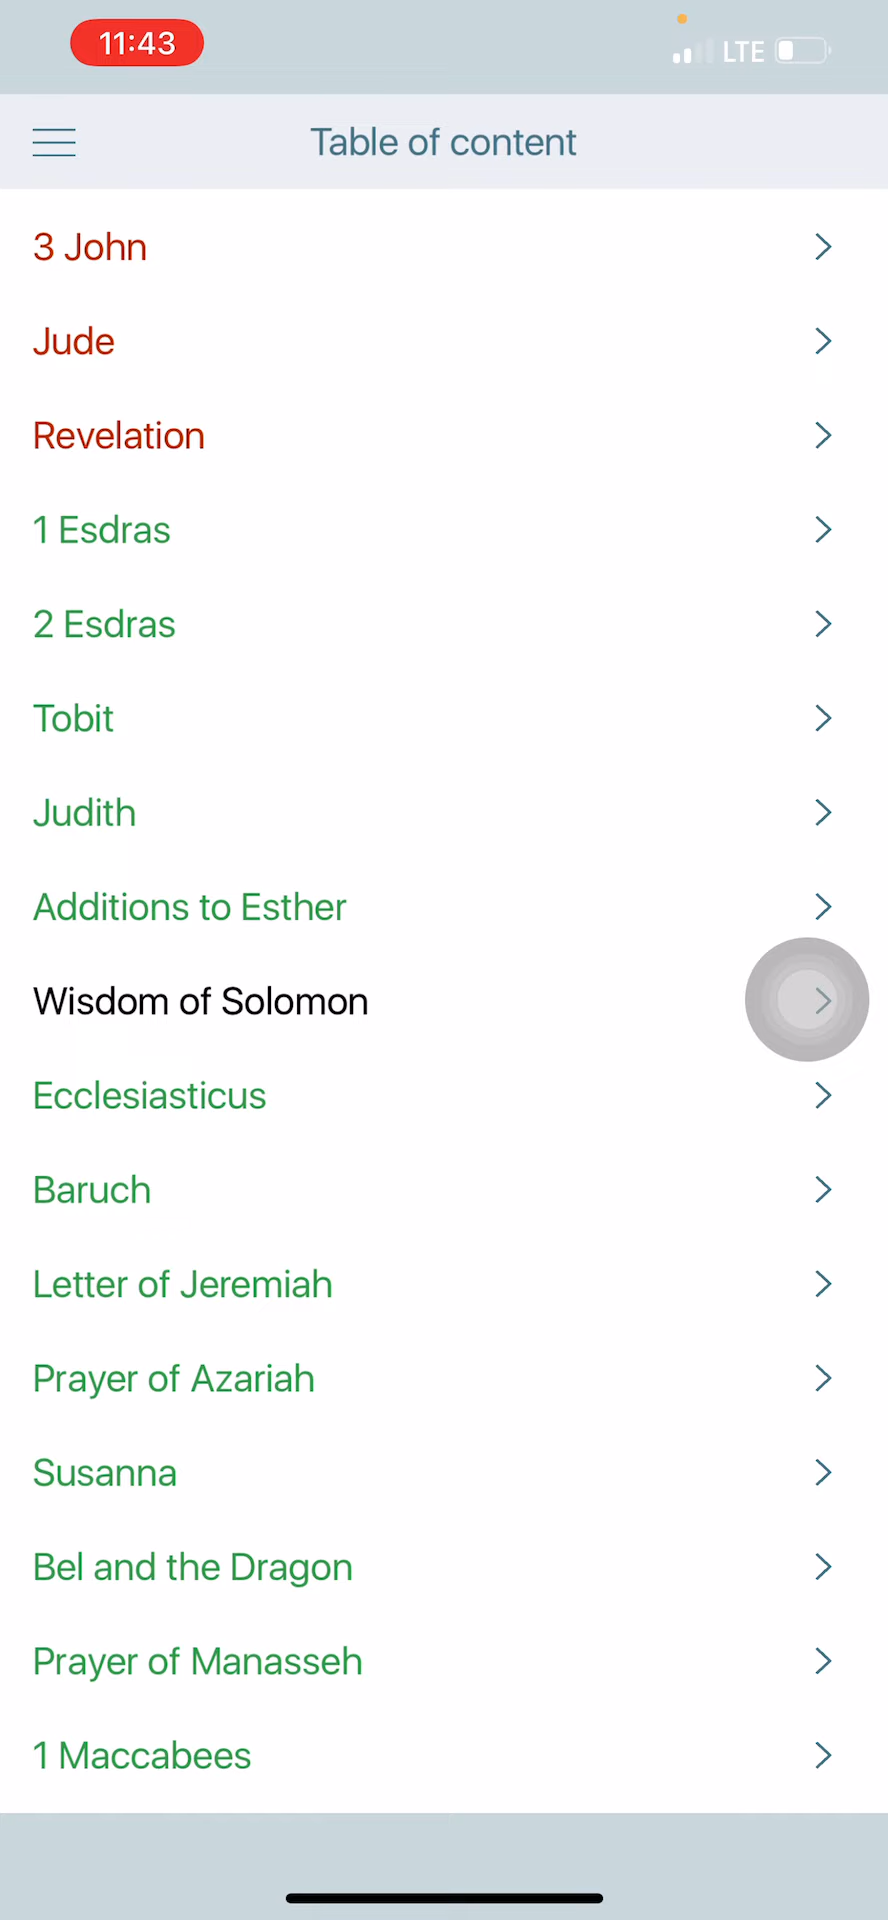 11:43
LTE
Table of content
3 John
Jude
Revelation
1 Esdras
2 Esdras
Tobit
Judith
Additions to Esther
Wisdom of Solomon
Ecclesiasticus
Baruch
Letter of Jeremiah
Prayer of Azariah
Susanna
Bel and the Dragon
Prayer of Manasseh
1 Maccabees